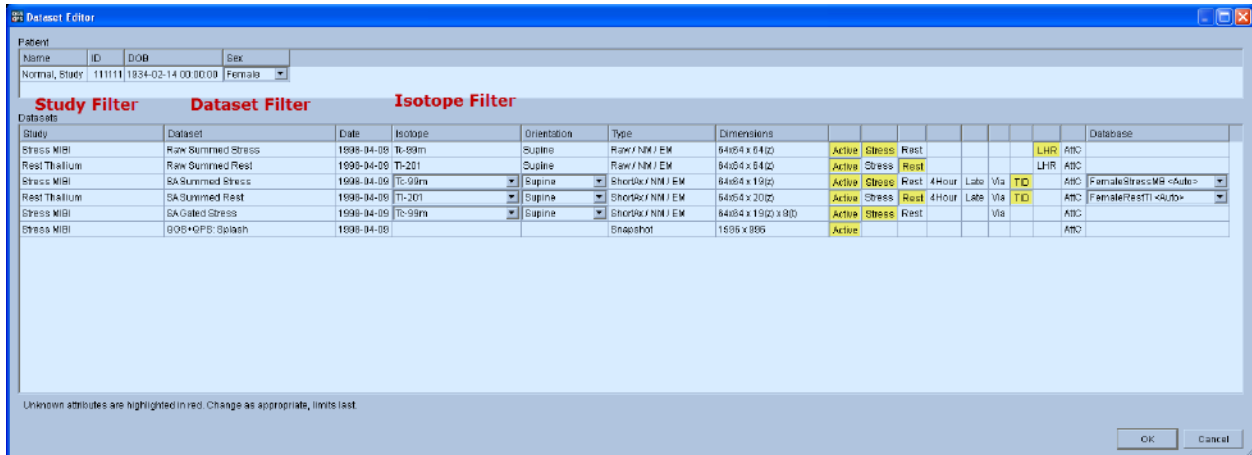 Dataset Editor
Patient
Name ID DOB Sex
Normal, Study 111111 1934-02-14 00:00:00 Female
Study Filter Dataset Filter Isotope Filter
Datasets
Study Dataset Date Isotope Orientation Type Dimensions Database
Stress MIBI Raw Summed Stress 1998-04-09 Tc-99m Supine Raw / NM / EM 64x64 x 64(z) Active Stress Rest LHR AttC
Rest Thallium Raw Summed Rest 1998-04-09 Tl-201 Supine Raw / NM / EM 64x64 x 64(z) Active Stress Rest LHR AttC
Stress MIBI SA Summed Stress 1998-04-09 Tc-99m Supine ShortAx / NM / EM 64x64 x 19(z) Active Stress Rest 4Hour Late Via TID AttC FemaleStressMIBI <Auto>
Rest Thallium SA Summed Rest 1998-04-09 Tl-201 Supine ShortAx / NM / EM 64x64 x 20(z) Active Stress Rest 4Hour Late Via TID AttC FemaleRestTl <Auto>
Stress MIBI SA Gated Stress 1998-04-09 Tc-99m Supine ShortAx / NM / EM 64x64 x 19(z) x 8(t) Active Stress Rest Via AttC
Stress MIBI QGS+QPS: Splash 1998-04-09 Snapshot 1596 x 995 Active AttC
Unknown attributes are highlighted in red. Change as appropriate, limits last.
OK Cancel